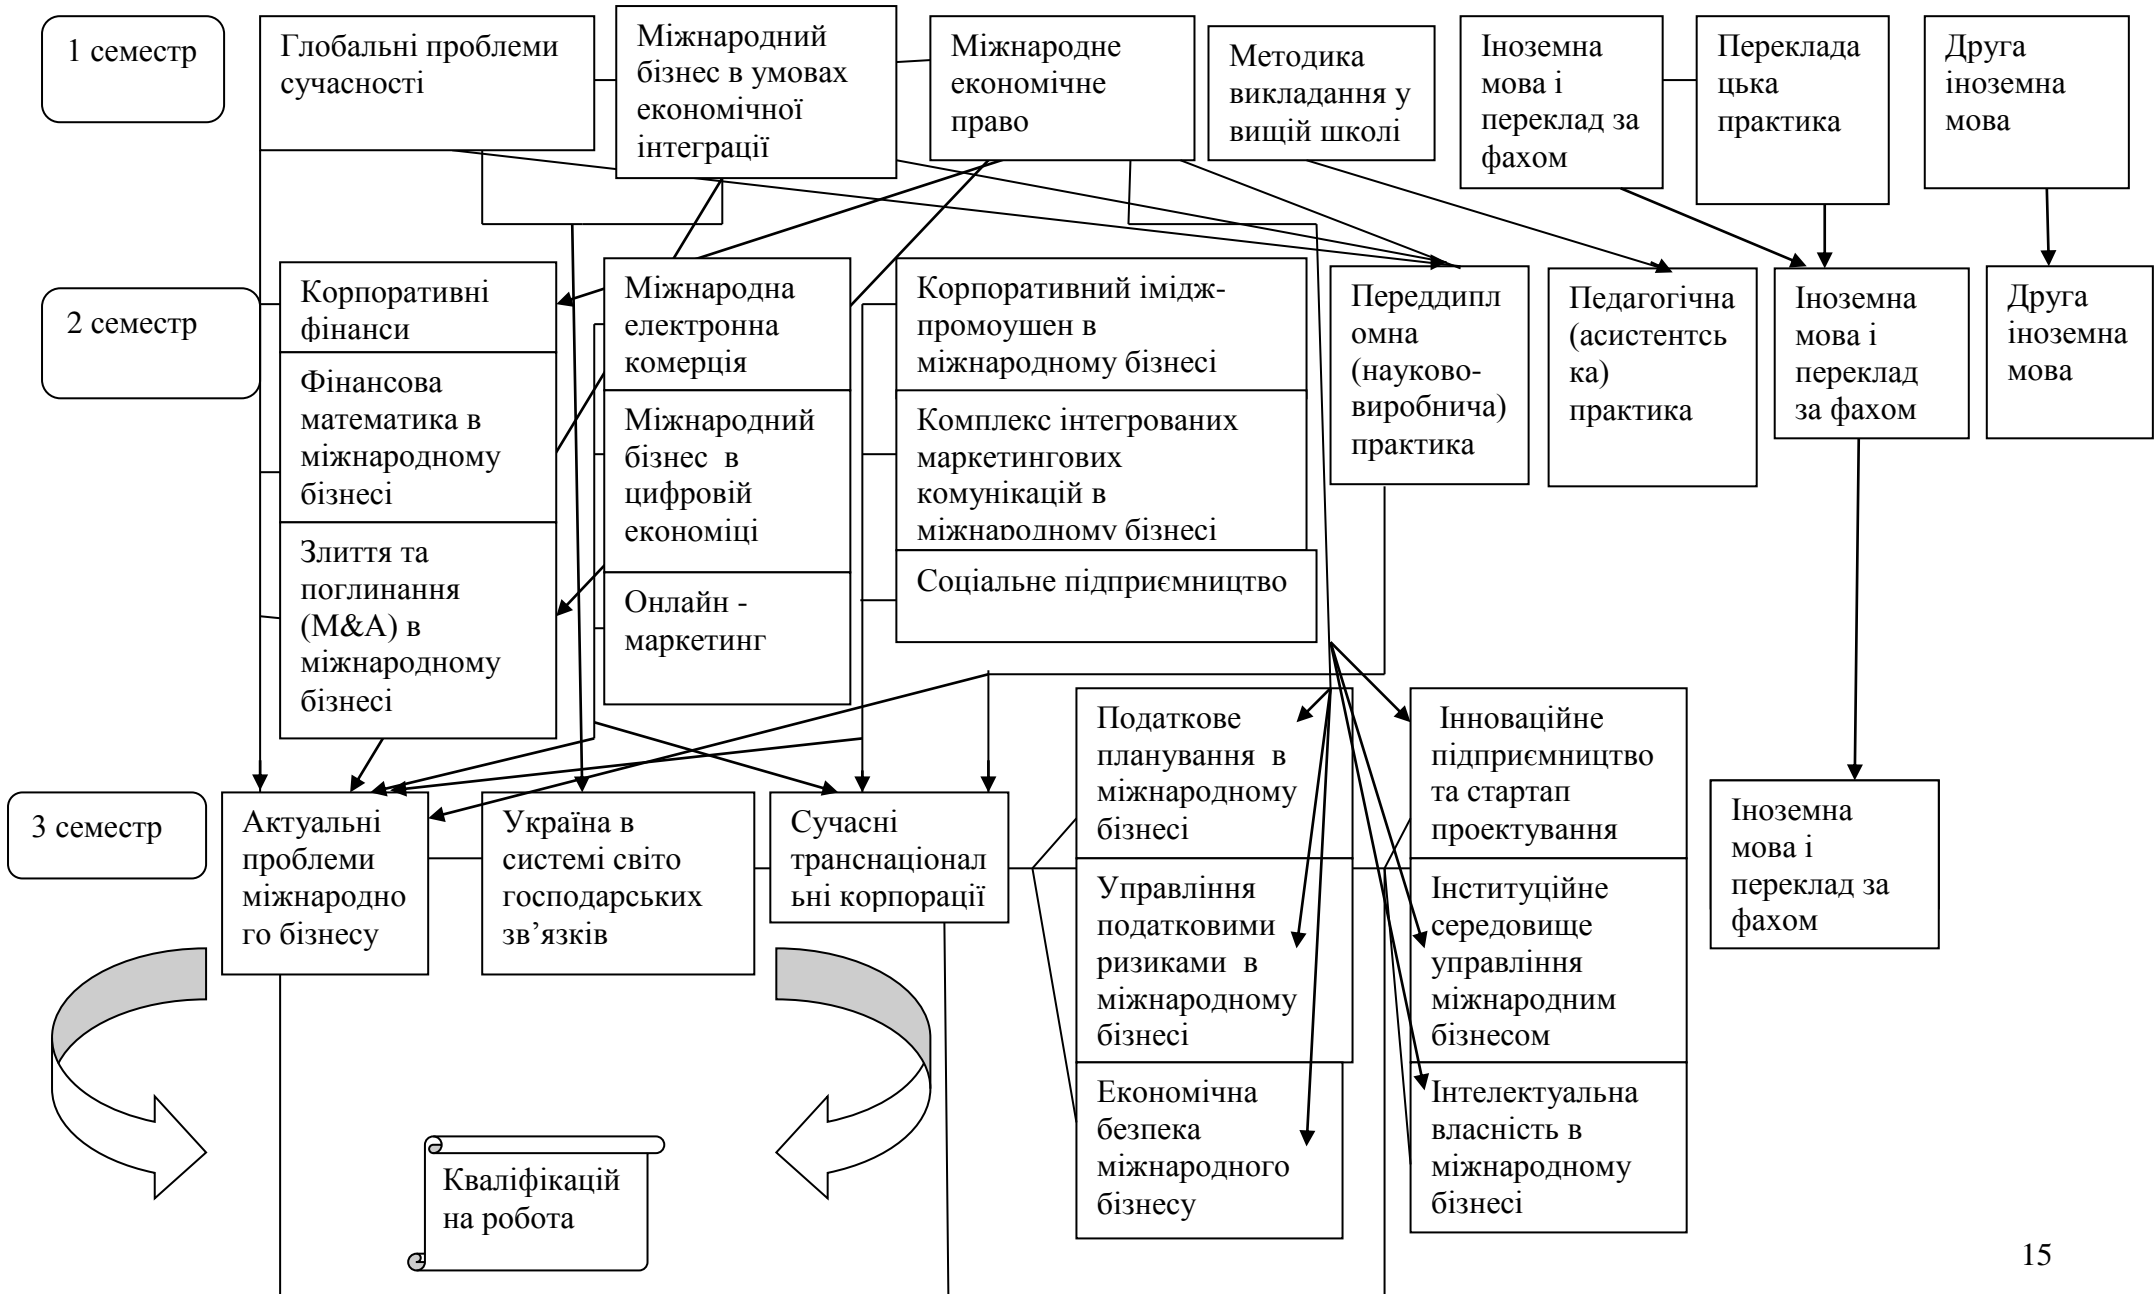 1 семестр
Глобальні проблеми
сучасності
Міжнародний
бізнес в умовах
економічної
інтеграції
Міжнародне
економічне
право
Методика
викладання у
вищій школі
Іноземна
мова і
переклад за
фахом
Переклада
цька
практика
Друга
іноземна
мова
2 семестр
Корпоративні
фінанси
Фінансова
математика в
міжнародному
бізнесі
Злиття та
поглинання
(M&A) в
міжнародному
бізнесі
Міжнародна
електронна
комерція
Міжнародний
бізнес в
цифровій
економіці
Онлайн -
маркетинг
Корпоративний імідж-
промоушен в
міжнародному бізнесі
Комплекс інтегрованих
маркетингових
комунікацій в
міжнародному бізнесі
Соціальне підприємництво
Переддипл
омна
(науково-
виробнича)
практика
Педагогічна
(асистентсь
ка)
практика
Іноземна
мова і
переклад
за фахом
Друга
іноземна
мова
3 семестр
Актуальні
проблеми
міжнародно
го бізнесу
Україна в
системі світо
господарських
зв’язків
Сучасні
транснаціонал
ьні корпорації
Податкове
планування в
міжнародному
бізнесі
Управління
податковими
ризиками в
міжнародному
бізнесі
Економічна
безпека
міжнародного
бізнесу
Інноваційне
підприємництво
та стартап
проектування
Інституційне
середовище
управління
міжнародним
бізнесом
Інтелектуальна
власність в
міжнародному
бізнесі
Іноземна
мова і
переклад за
фахом
Кваліфікацій
на робота
15